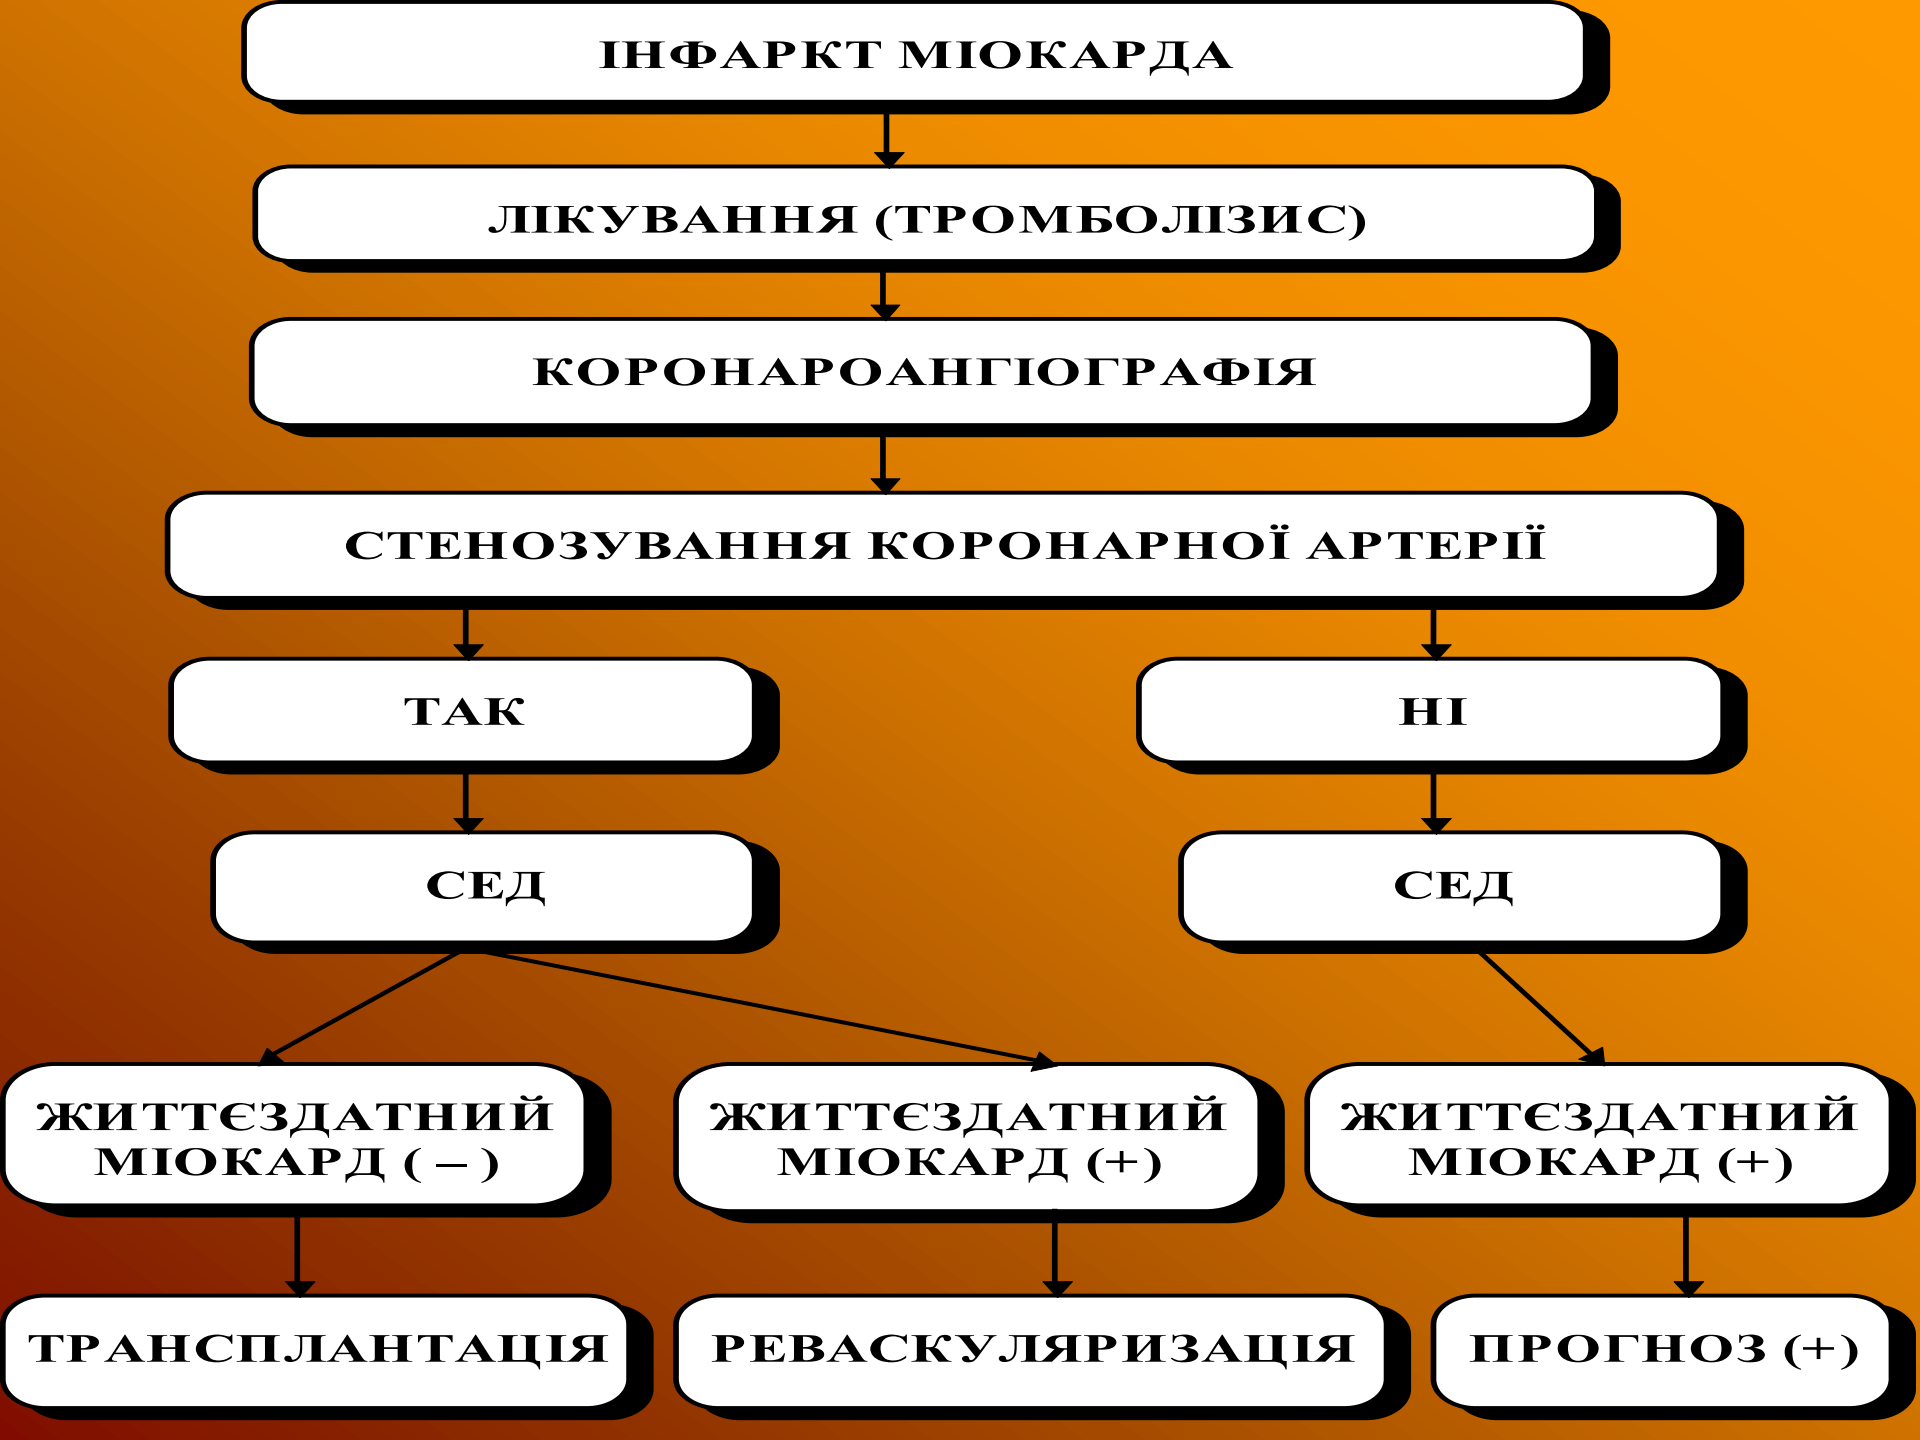 ІНФАРКТ МІОКАРДА
ЛІКУВАННЯ (ТРОМБОЛІЗИС)
КОРОНАРОАНГІОГРАФІЯ
СТЕНОЗУВАННЯ КОРОНАРНОЇ АРТЕРІЇ
ТАК
НІ
СЕД
СЕД
ЖИТТЄЗДАТНИЙ
МІОКАРД ( – )
ЖИТТЄЗДАТНИЙ
МІОКАРД (+)
ЖИТТЄЗДАТНИЙ
МІОКАРД (+)
ТРАНСПЛАНТАЦІЯ
РЕВАСКУЛЯРИЗАЦІЯ
ПРОГНОЗ (+)